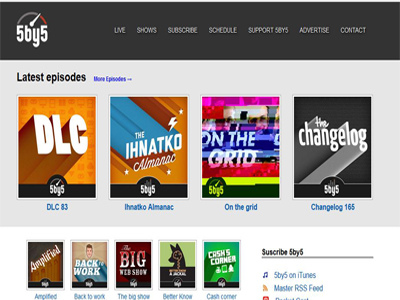 5by5
LIVE SHOWS SUBSCRIBE SCHEDULE SUPPORT 5BY5 ADVERTISE CONTACT
Latest episodes More Episodes →
DLC
THE IHNATKO Almanac
ON THE GRID
the changelog
5by5 5by5 5by5 5by5
DLC 83 Ihnatko Almanac On the grid Changelog 165
Amplified
BACK to WORK
The BIG WEB SHOW
CASH'S CORNER
Suscribe 5by5
5by5 on iTunes
Master RSS Feed
Amplified Back to work The big show Better Know Cash corner